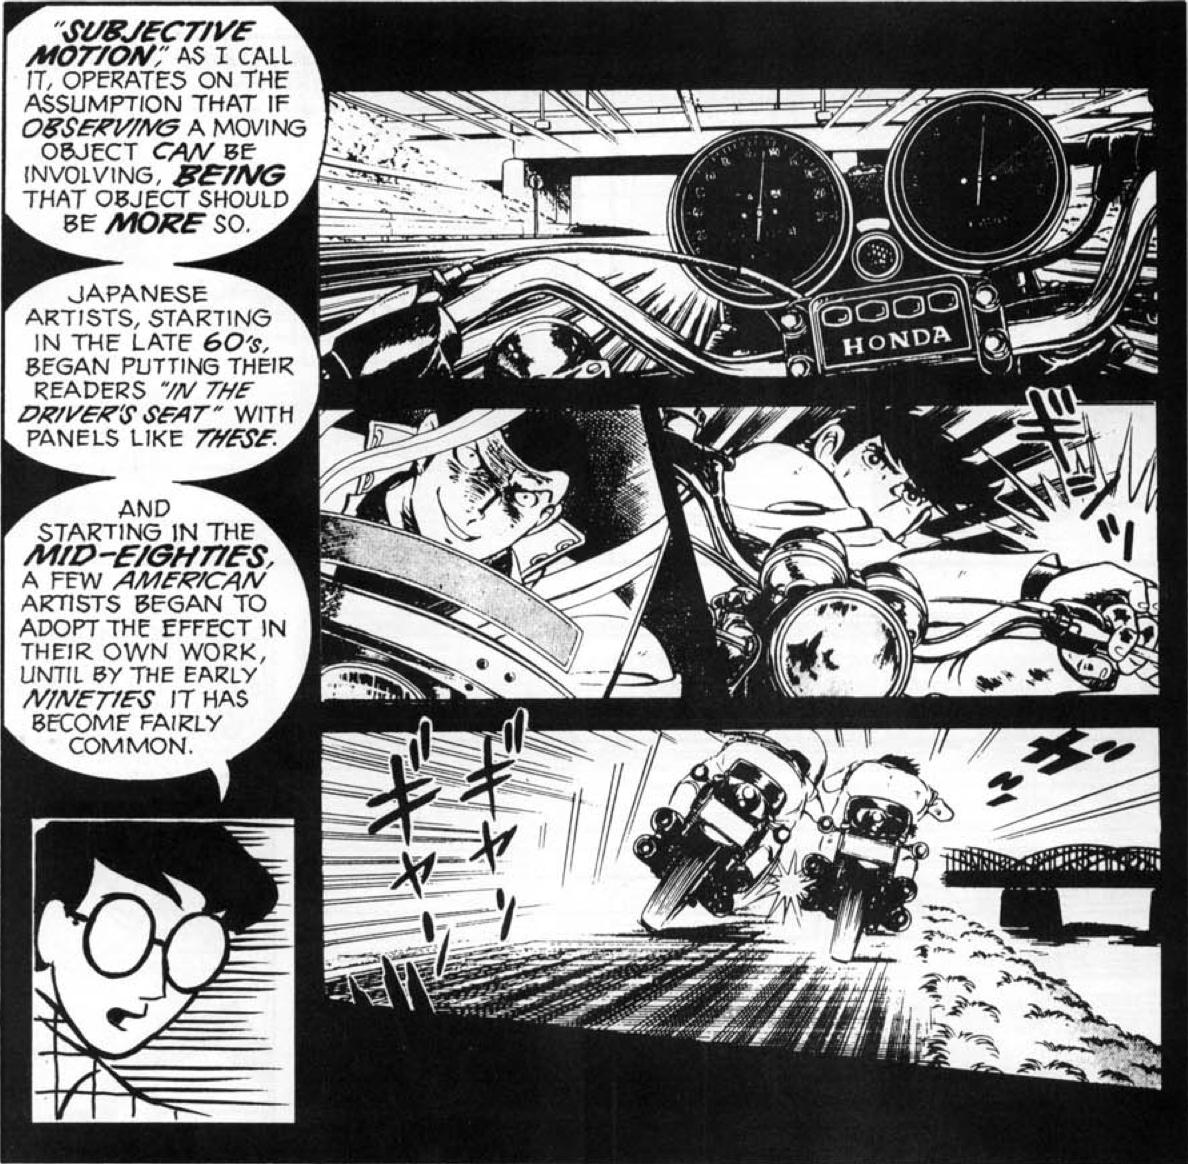 "SUBJECTIVE
MOTION," AS I CALL
IT, OPERATES ON THE
ASSUMPTION THAT IF
OBSERVING A MOVING
OBJECT CAN BE
INVOLVING, BEING
THAT OBJECT SHOULD
BE MORE SO.
JAPANESE
ARTISTS, STARTING
IN THE LATE 60's,
BEGAN PUTTING THEIR
READERS "IN THE
DRIVER'S SEAT" WITH
PANELS LIKE THESE.
AND
STARTING IN THE
MID-EIGHTIES,
A FEW AMERICAN
ARTISTS BEGAN TO
ADOPT THE EFFECT IN
THEIR OWN WORK,
UNTIL BY THE EARLY
NINETIES IT HAS
BECOME FAIRLY
COMMON.
HONDA
ギャ
ギャ